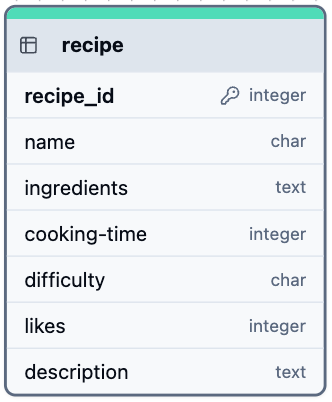 recipe
recipe_id integer
name char
ingredients text
cooking-time integer
difficulty char
likes integer
description text